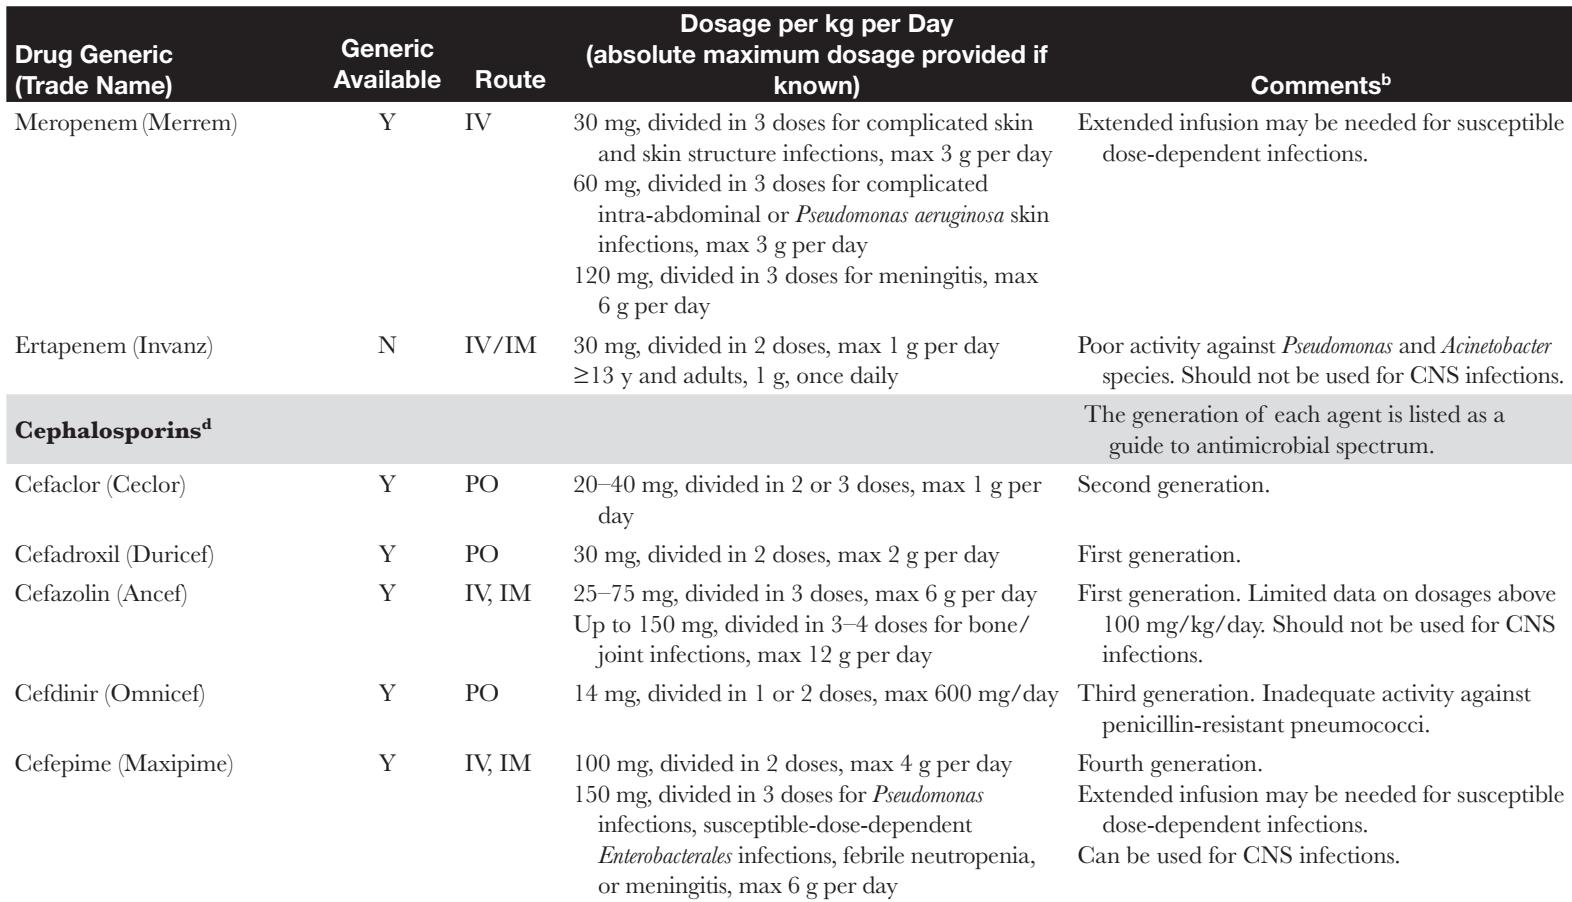 Drug Generic
(Trade Name)
Generic
Available
Route
Dosage per kg per Day
(absolute maximum dosage provided if
known)
Commentsᵇ
Meropenem (Merrem)
Y
IV
30 mg, divided in 3 doses for complicated skin
and skin structure infections, max 3 g per day
60 mg, divided in 3 doses for complicated
intra-abdominal or Pseudomonas aeruginosa skin
infections, max 3 g per day
120 mg, divided in 3 doses for meningitis, max
6 g per day
Extended infusion may be needed for susceptible
dose-dependent infections.
Ertapenem (Invanz)
N
IV/IM
30 mg, divided in 2 doses, max 1 g per day
≥13 y and adults, 1 g, once daily
Poor activity against Pseudomonas and Acinetobacter
species. Should not be used for CNS infections.
Cephalosporinsᵈ
The generation of each agent is listed as a
guide to antimicrobial spectrum.
Cefaclor (Ceclor)
Y
PO
20–40 mg, divided in 2 or 3 doses, max 1 g per
day
Second generation.
Cefadroxil (Duricef)
Y
PO
30 mg, divided in 2 doses, max 2 g per day
First generation.
Cefazolin (Ancef)
Y
IV, IM
25–75 mg, divided in 3 doses, max 6 g per day
Up to 150 mg, divided in 3–4 doses for bone/
joint infections, max 12 g per day
First generation. Limited data on dosages above
100 mg/kg/day. Should not be used for CNS
infections.
Cefdinir (Omnicef)
Y
PO
14 mg, divided in 1 or 2 doses, max 600 mg/day
Third generation. Inadequate activity against
penicillin-resistant pneumococci.
Cefepime (Maxipime)
Y
IV, IM
100 mg, divided in 2 doses, max 4 g per day
150 mg, divided in 3 doses for Pseudomonas
infections, susceptible-dose-dependent
Enterobacterales infections, febrile neutropenia,
or meningitis, max 6 g per day
Fourth generation.
Extended infusion may be needed for susceptible
dose-dependent infections.
Can be used for CNS infections.